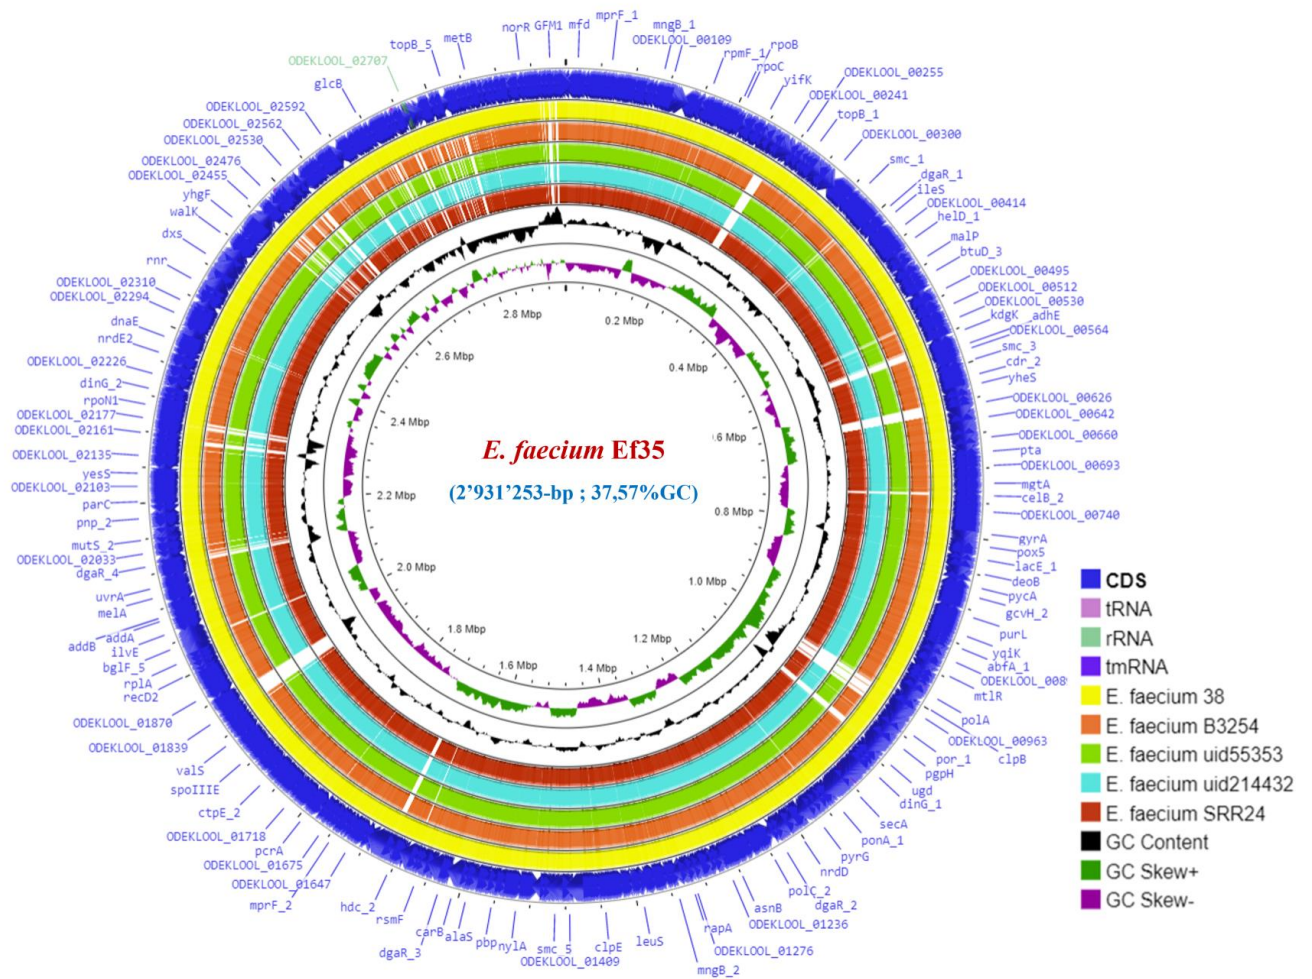 norR GFM1 mfd mprF_1
mngB_1
ODEKLOOL_00109
rpmF_1
rpoB
rpoC
yifK
ODEKLOOL_00255
ODEKLOOL_00241
topB_1
ODEKLOOL_00300
smc_1
dgaR_1
ileS
ODEKLOOL_00414
helD_1
malP
btuD_3
ODEKLOOL_00495
ODEKLOOL_00512
ODEKLOOL_00530
kdgK adhE
ODEKLOOL_00564
smc_3
cdr_2
yheS
ODEKLOOL_00626
ODEKLOOL_00642
ODEKLOOL_00660
pta
ODEKLOOL_00693
mgtA
celB_2
ODEKLOOL_00740
gyrA
pox5
lacE_1
deoB
pycA
gcvH_2
purL
yqiK
abfA_1
ODEKLOOL_008
mtlR
polA
ODEKLOOL_00963
clpB
por_1
pgpH
ugd
dinG_1
secA
ponA_1
pyrG
nrdD
polC_2
dgaR_2
asnB
ODEKLOOL_01236
rapA
ODEKLOOL_01276
mngB_2
leuS
clpE
ODEKLOOL_01409
smc_5
nylA
pbp
alaS
carB
dgaR_3
rsmF
hdc_2
mprF_2
ODEKLOOL_01647
ODEKLOOL_01675
pcrA
ODEKLOOL_01718
ctpE_2
spoIIIE
valS
ODEKLOOL_01839
ODEKLOOL_01870
recD2
rplA
bglF_5
ilvE
addB
addA
melA
uvrA
dgaR_4
ODEKLOOL_02033
mutS_2
pnp_2
parC
ODEKLOOL_02103
yesS
ODEKLOOL_02135
ODEKLOOL_02161
ODEKLOOL_02177
rpoN1
dinG_2
ODEKLOOL_02226
nrdE2
dnaE
ODEKLOOL_02294
ODEKLOOL_02310
rnr
dxs
walK
yhgF
ODEKLOOL_02455
ODEKLOOL_02476
ODEKLOOL_02530
ODEKLOOL_02562
ODEKLOOL_02592
glcB
ODEKLOOL_02707
topB_5
metB
0.2 Mbp
0.4 Mbp
.6 Mbp
0.8 Mbp
1.0 Mbp
1.2 Mbp
1.4 Mbp
1.6 Mbp
1.8 Mbp
2.0 Mbp
2.2 Mbp
2.4 Mbp
2.6 Mbp
2.8 Mbp
E. faecium Ef35
(2’931’253-bp ; 37,57%GC)
CDS
tRNA
rRNA
tmRNA
E. faecium 38
E. faecium B3254
E. faecium uid55353
E. faecium uid214432
E. faecium SRR24
GC Content
GC Skew+
GC Skew-